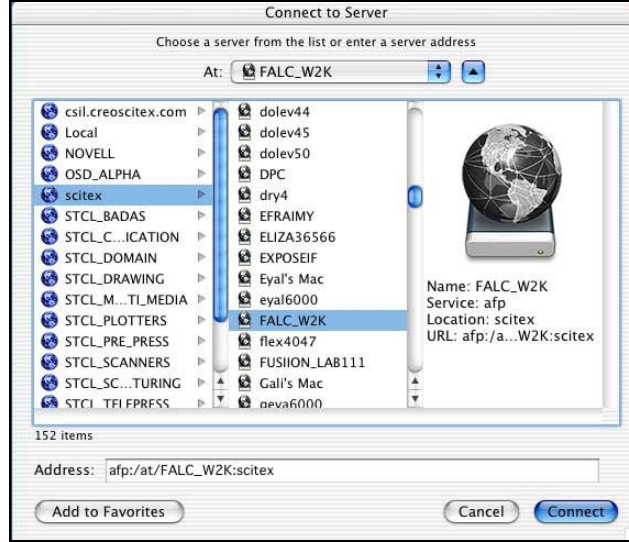 Connect to Server
Choose a server from the list or enter a server address
At: FALC_W2K
csil.creoscitex.com
Local
NOVELL
OSD_ALPHA
scitex
STCL_BADAS
STCL_C...ICATION
STCL_DOMAIN
STCL_DRAWING
STCL_M...TI_MEDIA
STCL_PLOTTERS
STCL_PRE_PRESS
STCL_SCANNERS
STCL_SC...TURING
STCL_TELEPRESS
dolev44
dolev45
dolev50
DPC
dry4
EFRAIMY
ELIZA36566
EXPOSEIF
Eyal's Mac
eyal6000
FALC_W2K
flex4047
FUSIION_LAB111
Gali's Mac
geva6000
Name: FALC_W2K
Service: afp
Location: scitex
URL: afp:/a...W2K:scitex
152 items
Address: afp:/at/FALC_W2K:scitex
Add to Favorites
Cancel
Connect